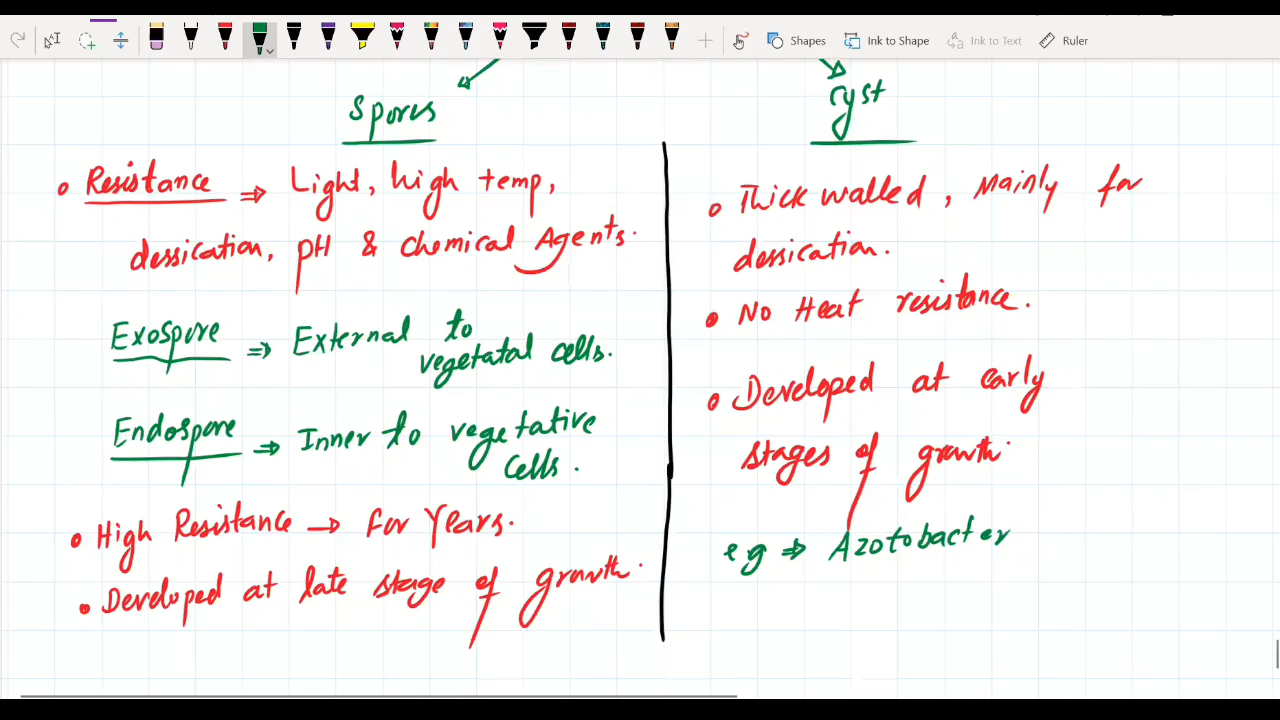 Shapes
Ink to Shape
Ink to Text
Ruler
Spores
• Resistance ⇒ Light, high temp,
dessication, pH & chemical Agents.
Exospore ⇒ External to
vegetatal cells.
Endospore ⇒ Inner to vegetative
cells.
• High Resistance → for Years.
• Developed at late stage of growth.
Cyst
• Thick walled, Mainly for
dessication.
• No Heat resistance.
• Developed at early
stages of growth.
eg ⇒ Azotobacter